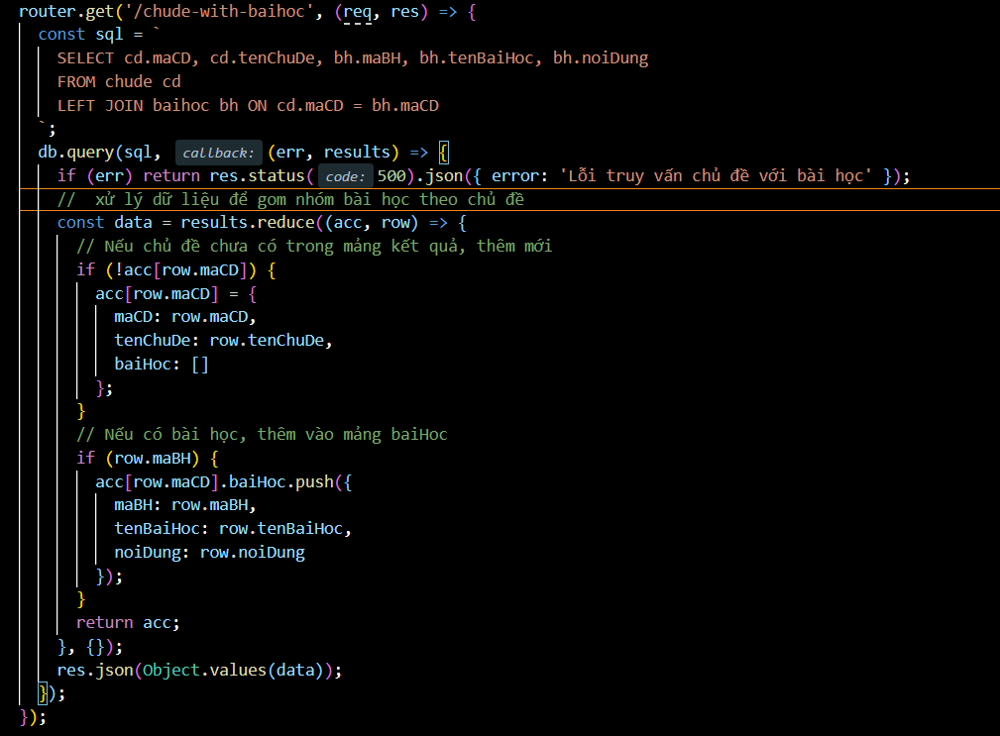 router.get('/chude-with-baihoc', (req, res) => {
const sql = `
SELECT cd.maCD, cd.tenChuDe, bh.maBH, bh.tenBaiHoc, bh.noiDung
FROM chude cd
LEFT JOIN baihoc bh ON cd.maCD = bh.maCD
`;
db.query(sql, callback: (err, results) => {
if (err) return res.status( code: 500).json({ error: 'Lỗi truy vấn chủ đề với bài học' });
//  xử lý dữ liệu để gom nhóm bài học theo chủ đề
const data = results.reduce((acc, row) => {
// Nếu chủ đề chưa có trong mảng kết quả, thêm mới
if (!acc[row.maCD]) {
acc[row.maCD] = {
maCD: row.maCD,
tenChuDe: row.tenChuDe,
baiHoc: []
};
}
// Nếu có bài học, thêm vào mảng baiHoc
if (row.maBH) {
acc[row.maCD].baiHoc.push({
maBH: row.maBH,
tenBaiHoc: row.tenBaiHoc,
noiDung: row.noiDung
});
}
return acc;
}, {});
res.json(Object.values(data));
});
});